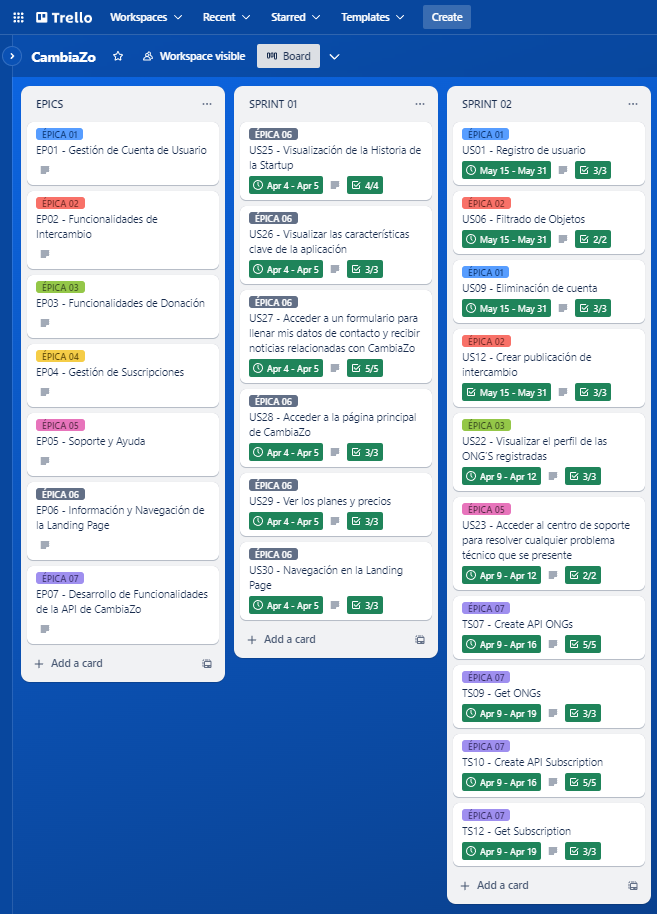 Trello Workspaces Recent Starred Templates Create
CambiaZo Workspace visible Board
EPICS
ÉPICA 01
EP01 - Gestión de Cuenta de Usuario
ÉPICA 02
EP02 - Funcionalidades de
Intercambio
ÉPICA 03
EP03 - Funcionalidades de Donación
ÉPICA 04
EP04 - Gestión de Suscripciones
ÉPICA 05
EP05 - Soporte y Ayuda
ÉPICA 06
EP06 - Información y Navegación de
la Landing Page
ÉPICA 07
EP07 - Desarrollo de Funcionalidades
de la API de CambiaZo
Add a card
SPRINT 01
ÉPICA 06
US25 - Visualización de la Historia de
la Startup
Apr 4 - Apr 5 4/4
ÉPICA 06
US26 - Visualizar las características
clave de la aplicación
Apr 4 - Apr 5 3/3
ÉPICA 06
US27 - Acceder a un formulario para
llenar mis datos de contacto y recibir
noticias relacionadas con CambiaZo
Apr 4 - Apr 5 5/5
ÉPICA 06
US28 - Acceder a la página principal
de CambiaZo
Apr 4 - Apr 5 3/3
ÉPICA 06
US29 - Ver los planes y precios
Apr 4 - Apr 5 3/3
ÉPICA 06
US30 - Navegación en la Landing
Page
Apr 4 - Apr 5 3/3
Add a card
SPRINT 02
ÉPICA 01
US01 - Registro de usuario
May 15 - May 31 3/3
ÉPICA 02
US06 - Filtrado de Objetos
May 15 - May 31 2/2
ÉPICA 01
US09 - Eliminación de cuenta
May 15 - May 31 3/3
ÉPICA 02
US12 - Crear publicación de
intercambio
May 15 - May 31 3/3
ÉPICA 03
US22 - Visualizar el perfil de las
ONG'S registradas
Apr 9 - Apr 12 3/3
ÉPICA 05
US23 - Acceder al centro de soporte
para resolver cualquier problema
técnico que se presente
Apr 9 - Apr 12 2/2
ÉPICA 07
TS07 - Create API ONGs
Apr 9 - Apr 16 5/5
ÉPICA 07
TS09 - Get ONGs
Apr 9 - Apr 19 3/3
ÉPICA 07
TS10 - Create API Subscription
Apr 9 - Apr 16 5/5
ÉPICA 07
TS12 - Get Subscription
Apr 9 - Apr 19 3/3
Add a card